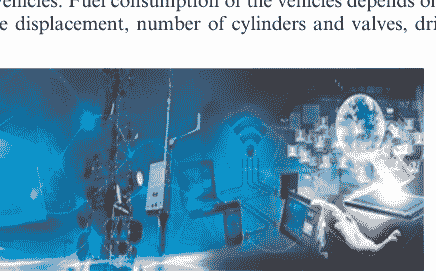 vehicles. Fuel consumption of the vehicles depends on
e displacement, number of cylinders and valves, dri